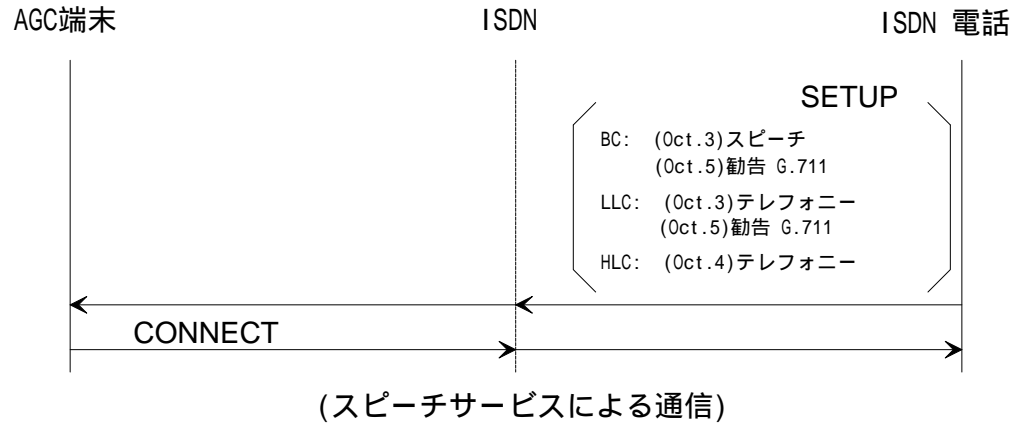 AGC端末
ISDN
ISDN 電話
SETUP
BC: (Oct.3)スピーチ
(Oct.5)勧告 G.711
LLC: (Oct.3)テレフォニー
(Oct.5)勧告 G.711
HLC: (Oct.4)テレフォニー
CONNECT
(スピーチサービスによる通信)